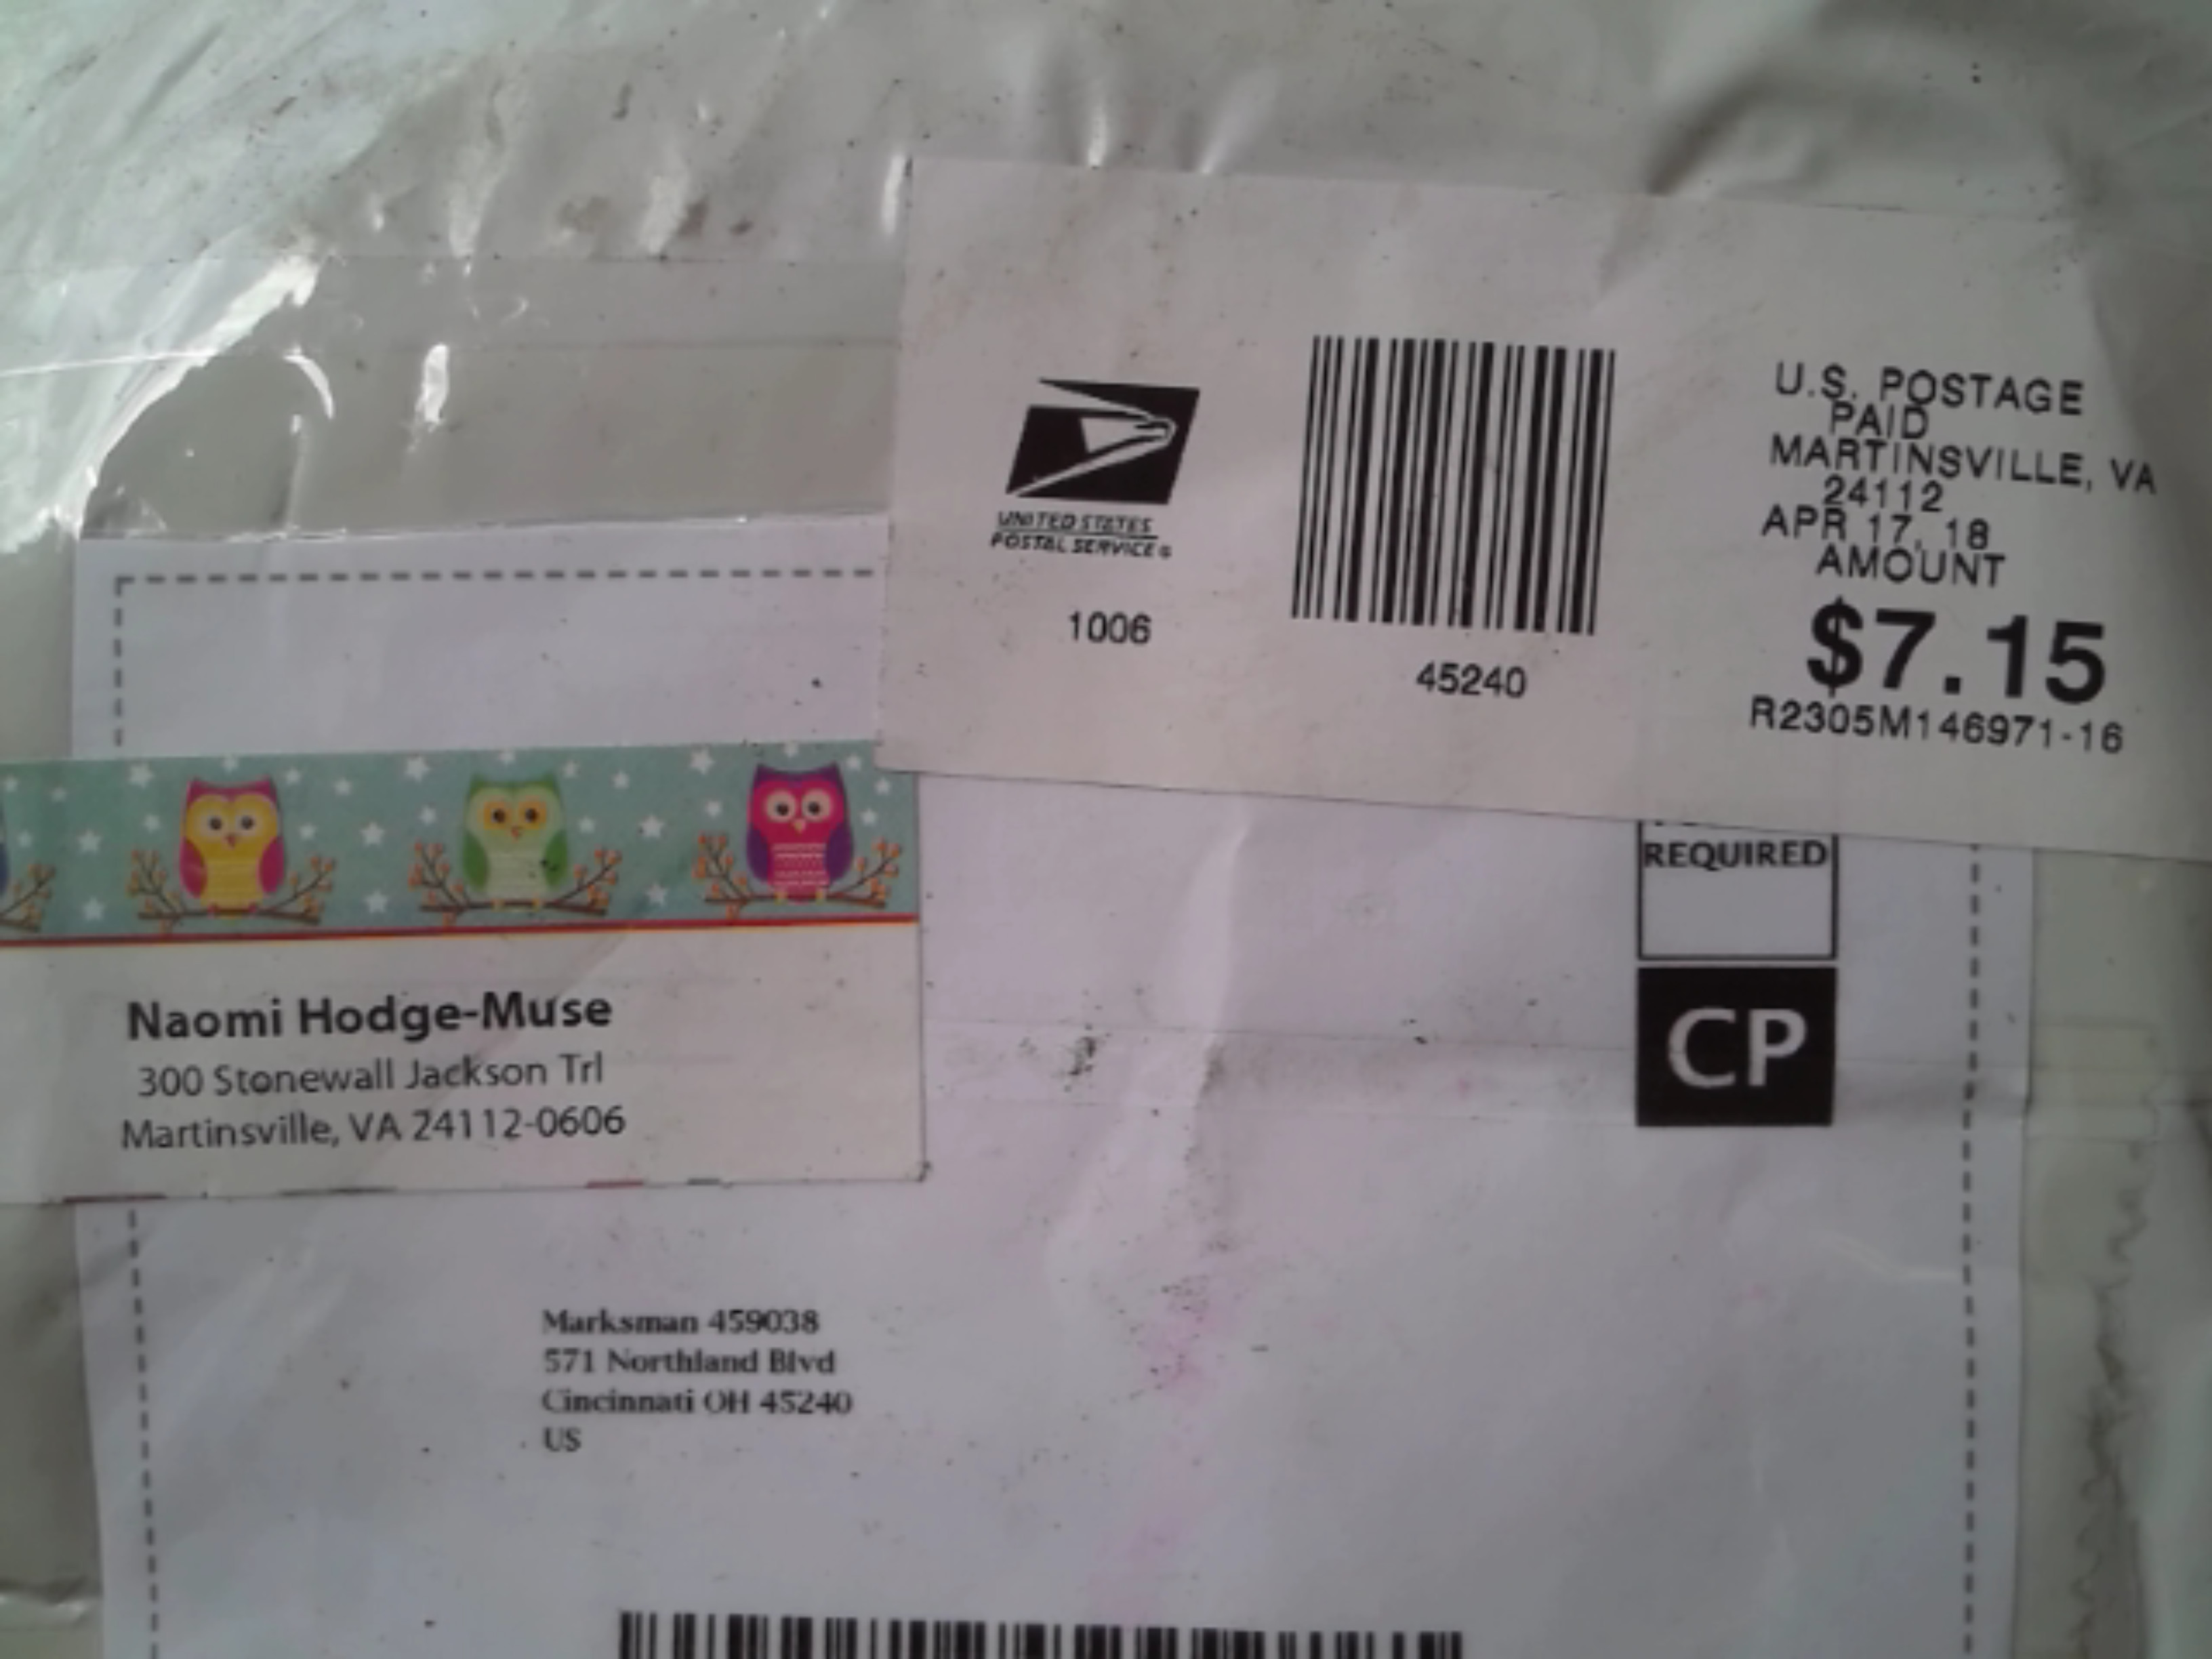 UNITED STATES
POSTAL SERVICE®
1006
45240
U.S. POSTAGE
PAID
MARTINSVILLE, VA
24112
APR 17, 18
AMOUNT
$7.15
R2305M146971-16
REQUIRED
CP
Naomi Hodge-Muse
300 Stonewall Jackson Trl
Martinsville, VA 24112-0606
Marksman 459038
571 Northland Blvd
Cincinnati OH 45240
US